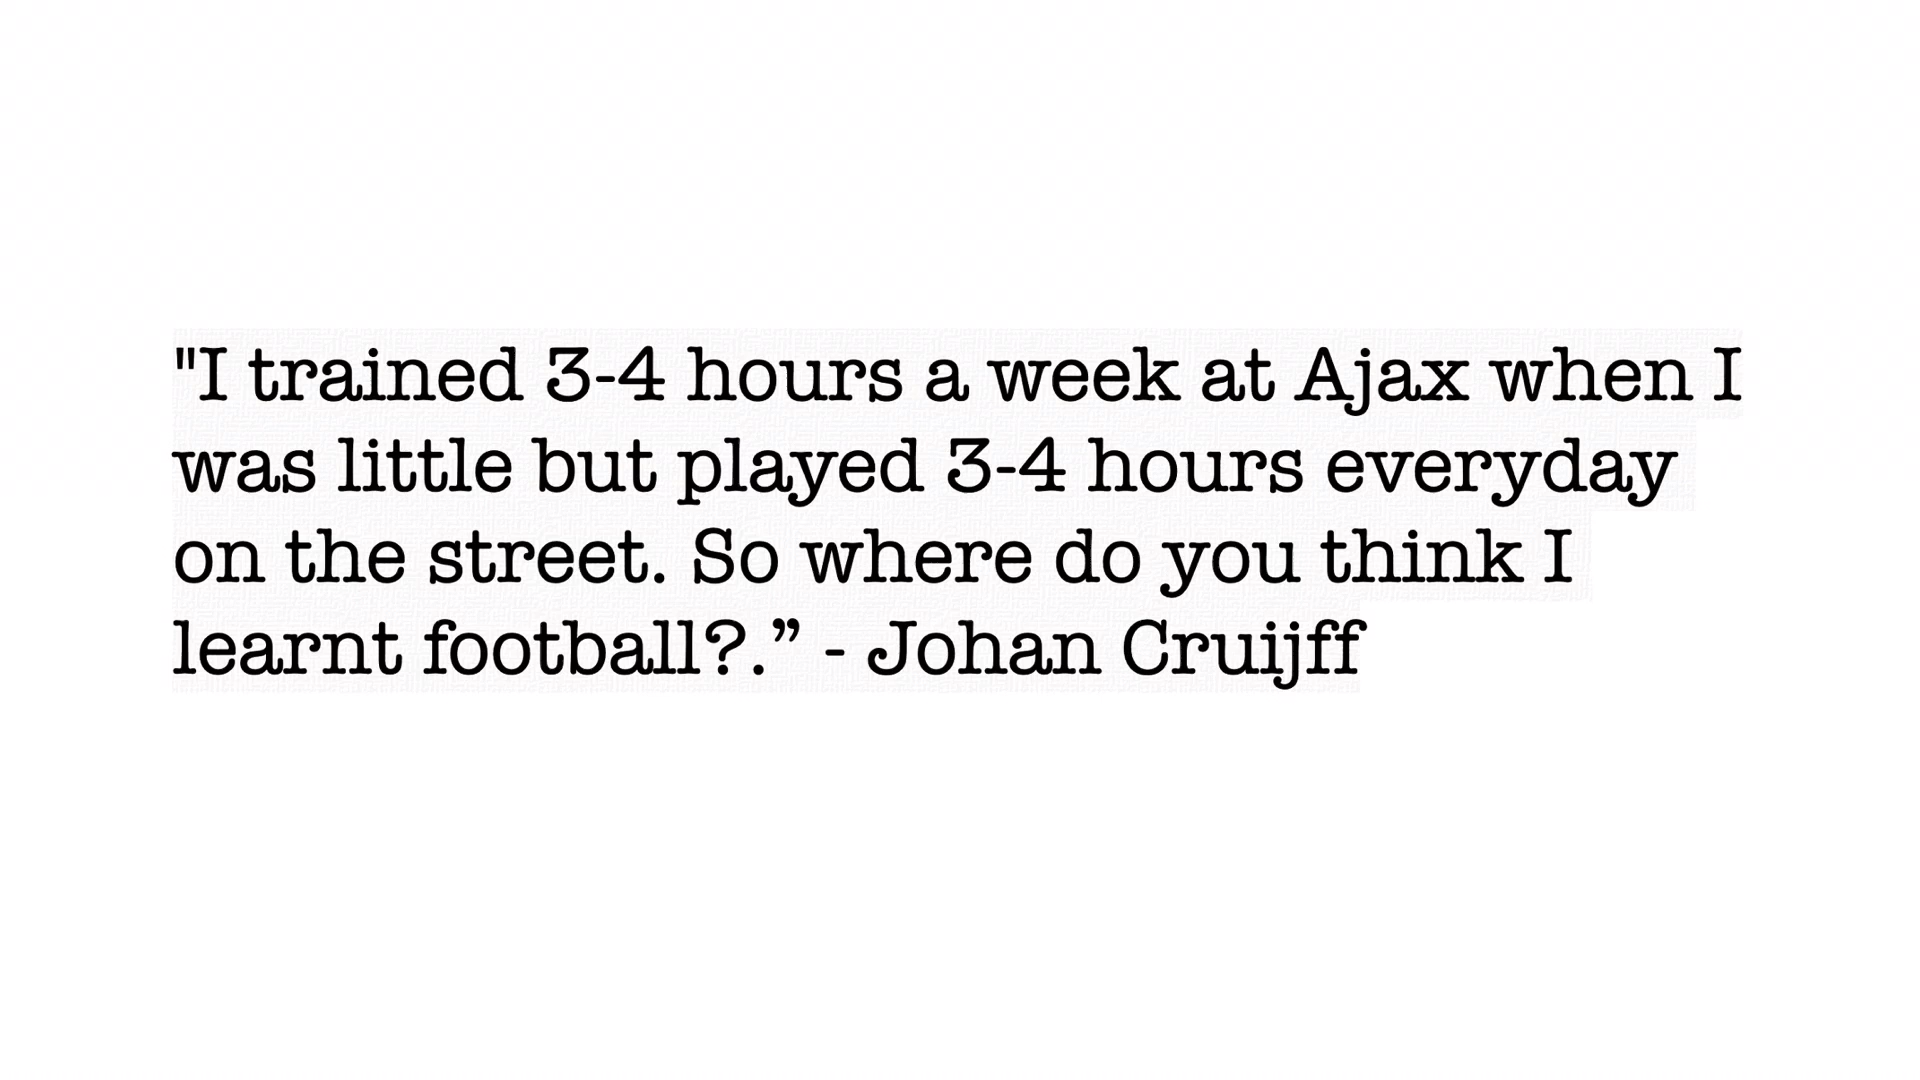 "I trained 3-4 hours a week at Ajax when I
was little but played 3-4 hours everyday
on the street. So where do you think I
learnt football?.” - Johan Cruijff